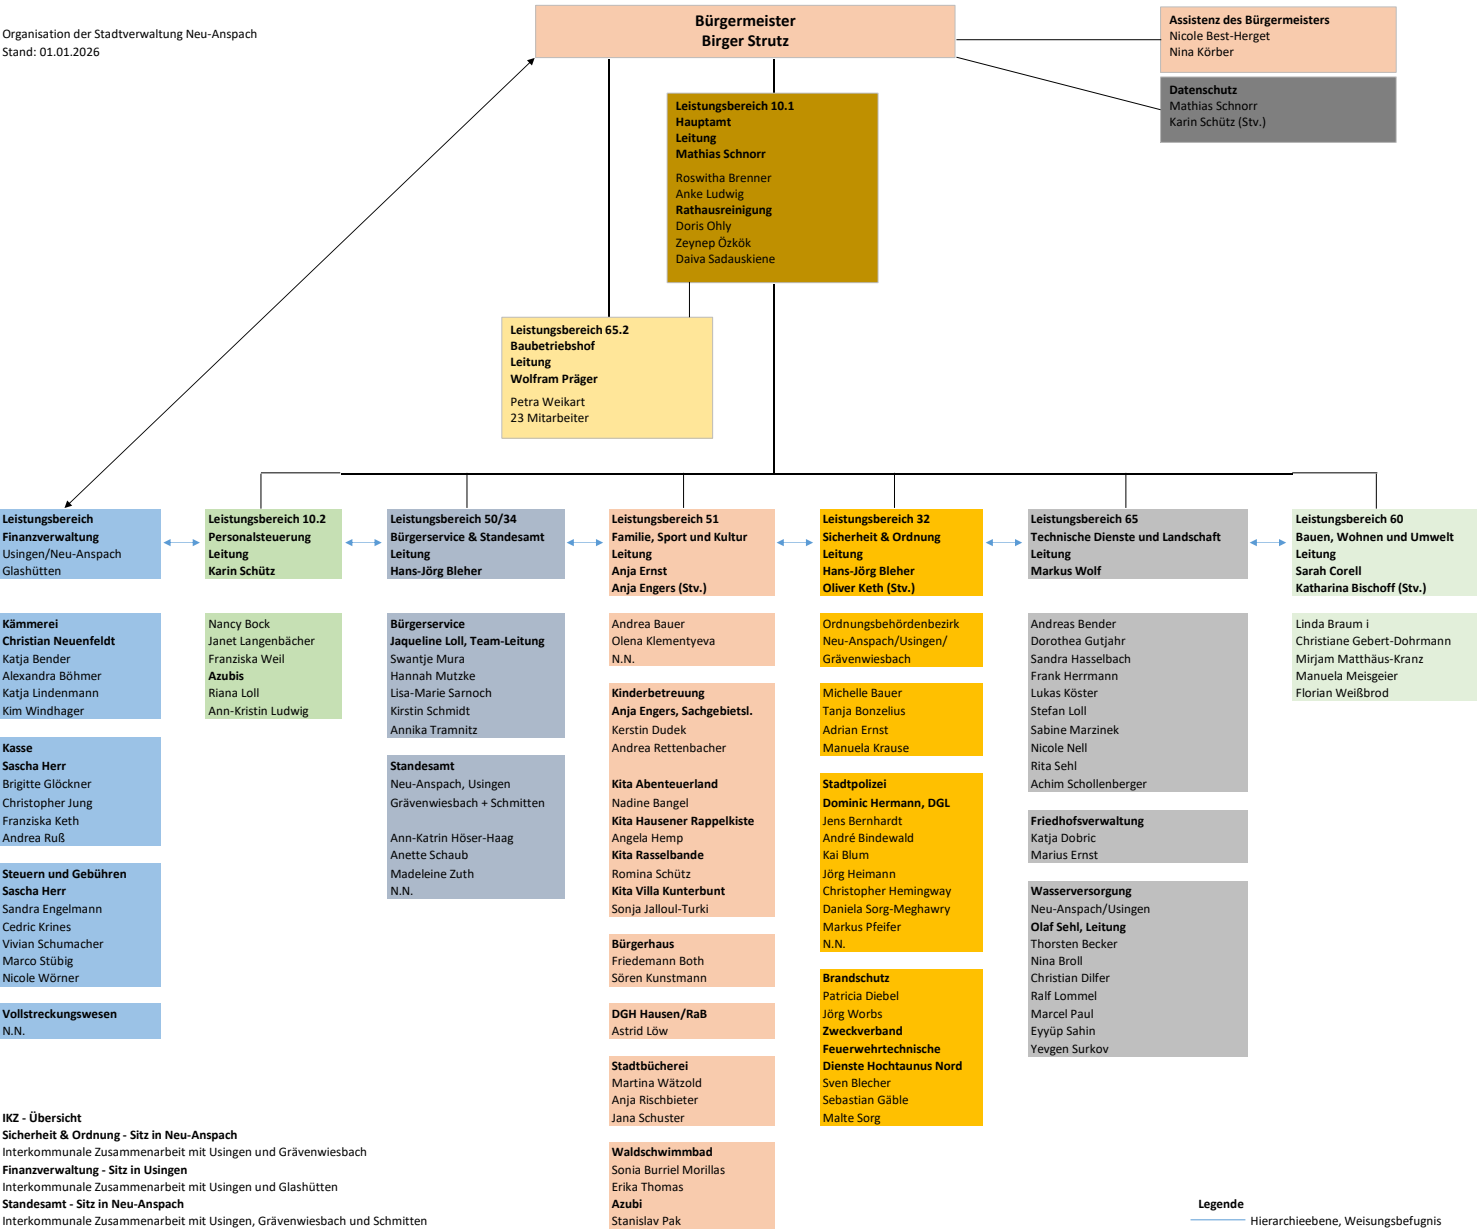 Organisation der Stadtverwaltung Neu-Anspach
Stand: 01.01.2026
Bürgermeister
Birger Strutz
Assistenz des Bürgermeisters
Nicole Best-Herget
Nina Körber
Datenschutz
Mathias Schnorr
Karin Schütz (Stv.)
Leistungsbereich 10.1
Hauptamt
Leitung
Mathias Schnorr
Roswitha Brenner
Anke Ludwig
Rathausreinigung
Doris Ohly
Zeynep Özkök
Daiva Sadauskiene
Leistungsbereich 65.2
Baubetriebshof
Leitung
Wolfram Präger
Petra Weikart
23 Mitarbeiter
Leistungsbereich
Finanzverwaltung
Usingen/Neu-Anspach
Glashütten
Kämmerei
Christian Neuenfeldt
Katja Bender
Alexandra Böhmer
Katja Lindenmann
Kim Windhager
Kasse
Sascha Herr
Brigitte Glöckner
Christopher Jung
Franziska Keth
Andrea Ruß
Steuern und Gebühren
Sascha Herr
Sandra Engelmann
Cedric Krines
Vivian Schumacher
Marco Stübig
Nicole Wörner
Vollstreckungswesen
N.N.
Leistungsbereich 10.2
Personalsteuerung
Leitung
Karin Schütz
Nancy Bock
Janet Langenbächer
Franziska Weil
Azubis
Riana Loll
Ann-Kristin Ludwig
Leistungsbereich 50/34
Bürgerservice & Standesamt
Leitung
Hans-Jörg Bleher
Bürgerservice
Jaqueline Loll, Team-Leitung
Swantje Mura
Hannah Mutzke
Lisa-Marie Sarnoch
Kirstin Schmidt
Annika Tramnitz
Standesamt
Neu-Anspach, Usingen
Grävenwiesbach + Schmitten
Ann-Katrin Höser-Haag
Anette Schaub
Madeleine Zuth
N.N.
Leistungsbereich 51
Familie, Sport und Kultur
Leitung
Anja Ernst
Anja Engers (Stv.)
Andrea Bauer
Olena Klementyeva
N.N.
Kinderbetreuung
Anja Engers, Sachgebietsl.
Kerstin Dudek
Andrea Rettenbacher
Kita Abenteuerland
Nadine Bangel
Kita Hausener Rappelkiste
Angela Hemp
Kita Rasselbande
Romina Schütz
Kita Villa Kunterbunt
Sonja Jalloul-Turki
Bürgerhaus
Friedemann Both
Sören Kunstmann
DGH Hausen/RaB
Astrid Löw
Stadtbücherei
Martina Wätzold
Anja Rischbieter
Jana Schuster
Waldschwimmbad
Sonia Burriel Morillas
Erika Thomas
Azubi
Stanislav Pak
Leistungsbereich 32
Sicherheit & Ordnung
Leitung
Hans-Jörg Bleher
Oliver Keth (Stv.)
Ordnungsbehördenbezirk
Neu-Anspach/Usingen/
Grävenwiesbach
Michelle Bauer
Tanja Bonzelius
Adrian Ernst
Manuela Krause
Stadtpolizei
Dominic Hermann, DGL
Jens Bernhardt
André Bindewald
Kai Blum
Jörg Heimann
Christopher Hemingway
Daniela Sorg-Meghawry
Markus Pfeifer
N.N.
Brandschutz
Patricia Diebel
Jörg Worbs
Zweckverband
Feuerwehrtechnische
Dienste Hochtaunus Nord
Sven Blecher
Sebastian Gäble
Malte Sorg
Leistungsbereich 65
Technische Dienste und Landschaft
Leitung
Markus Wolf
Andreas Bender
Dorothea Gutjahr
Sandra Hasselbach
Frank Herrmann
Lukas Köster
Stefan Loll
Sabine Marzinek
Nicole Nell
Rita Sehl
Achim Schollenberger
Friedhofsverwaltung
Katja Dobric
Marius Ernst
Wasserversorgung
Neu-Anspach/Usingen
Olaf Sehl, Leitung
Thorsten Becker
Nina Broll
Christian Dilfer
Ralf Lommel
Marcel Paul
Eyyüp Sahin
Yevgen Surkov
Leistungsbereich 60
Bauen, Wohnen und Umwelt
Leitung
Sarah Corell
Katharina Bischoff (Stv.)
Linda Braum i
Christiane Gebert-Dohrmann
Mirjam Matthäus-Kranz
Manuela Meisgeier
Florian Weißbrod
IKZ - Übersicht
Sicherheit & Ordnung - Sitz in Neu-Anspach
Interkommunale Zusammenarbeit mit Usingen und Grävenwiesbach
Finanzverwaltung - Sitz in Usingen
Interkommunale Zusammenarbeit mit Usingen und Glashütten
Standesamt - Sitz in Neu-Anspach
Interkommunale Zusammenarbeit mit Usingen, Grävenwiesbach und Schmitten
Legende
Hierarchieebene, Weisungsbefugnis